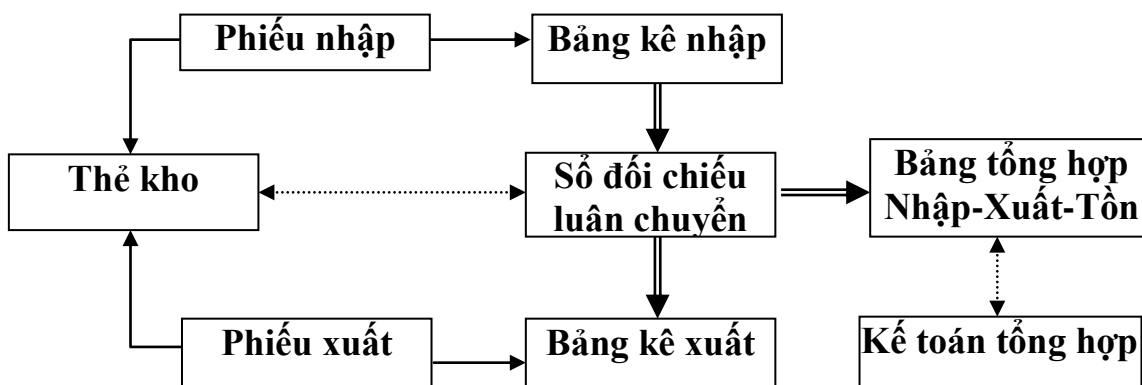 Phiếu nhập
Bảng kê nhập
Thẻ kho
Sổ đối chiếu
luân chuyển
Bảng tổng hợp
Nhập-Xuất-Tồn
Phiếu xuất
Bảng kê xuất
Kế toán tổng hợp